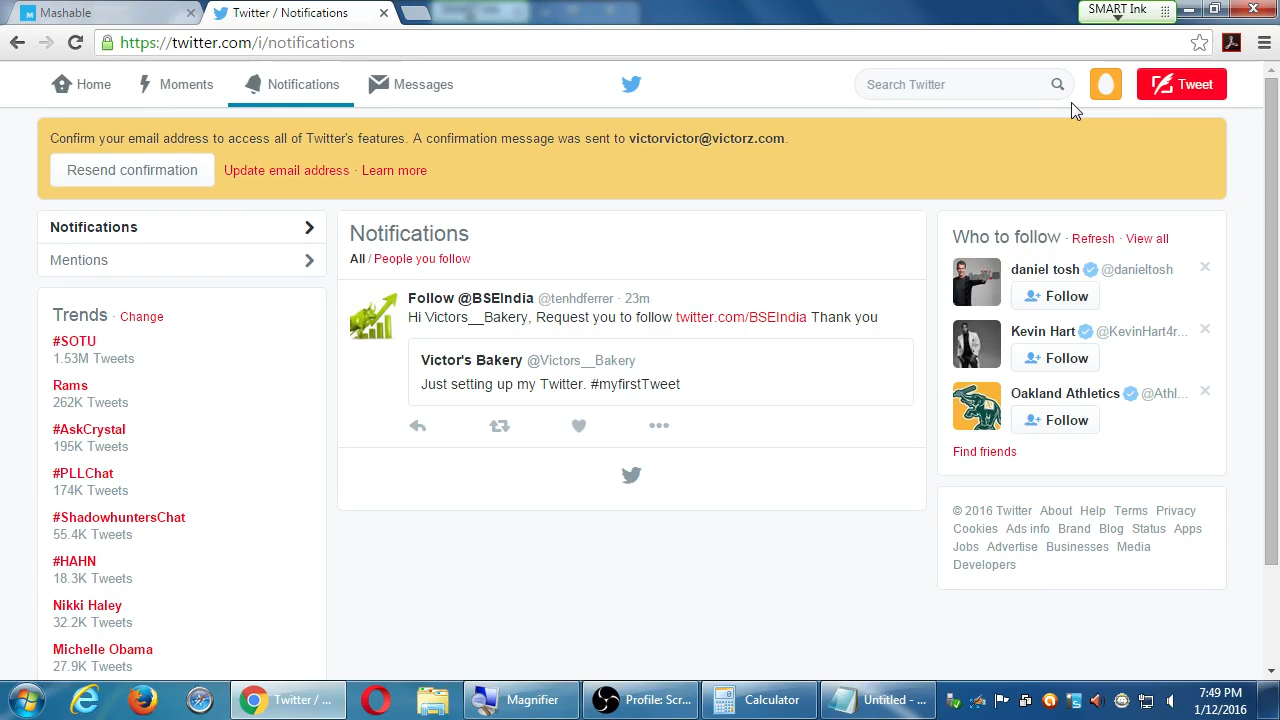 Mashable
Twitter / Notifications
SMART Ink
https://twitter.com/i/notifications
Home
Moments
Notifications
Messages
Search Twitter
Tweet
Confirm your email address to access all of Twitter's features. A confirmation message was sent to victorvictor@victorz.com.
Resend confirmation
Update email address · Learn more
Notifications
Mentions
Trends · Change
#SOTU
1.53M Tweets
Rams
262K Tweets
#AskCrystal
195K Tweets
#PLLChat
174K Tweets
#ShadowhuntersChat
55.4K Tweets
#HAHN
18.3K Tweets
Nikki Haley
32.2K Tweets
Michelle Obama
27.9K Tweets
Notifications
All / People you follow
Follow @BSEIndia @tenhdferrer · 23m
Hi Victors__Bakery, Request you to follow twitter.com/BSEIndia Thank you
Victor's Bakery @Victors__Bakery
Just setting up my Twitter. #myfirstTweet
Who to follow · Refresh · View all
daniel tosh @danieltosh
Follow
Kevin Hart @KevinHart4r...
Follow
Oakland Athletics @Athl...
Follow
Find friends
© 2016 Twitter About Help Terms Privacy
Cookies Ads info Brand Blog Status Apps
Jobs Advertise Businesses Media
Developers
Twitter / ...
Magnifier
Profile: Scr...
Calculator
Untitled - ...
7:49 PM
1/12/2016